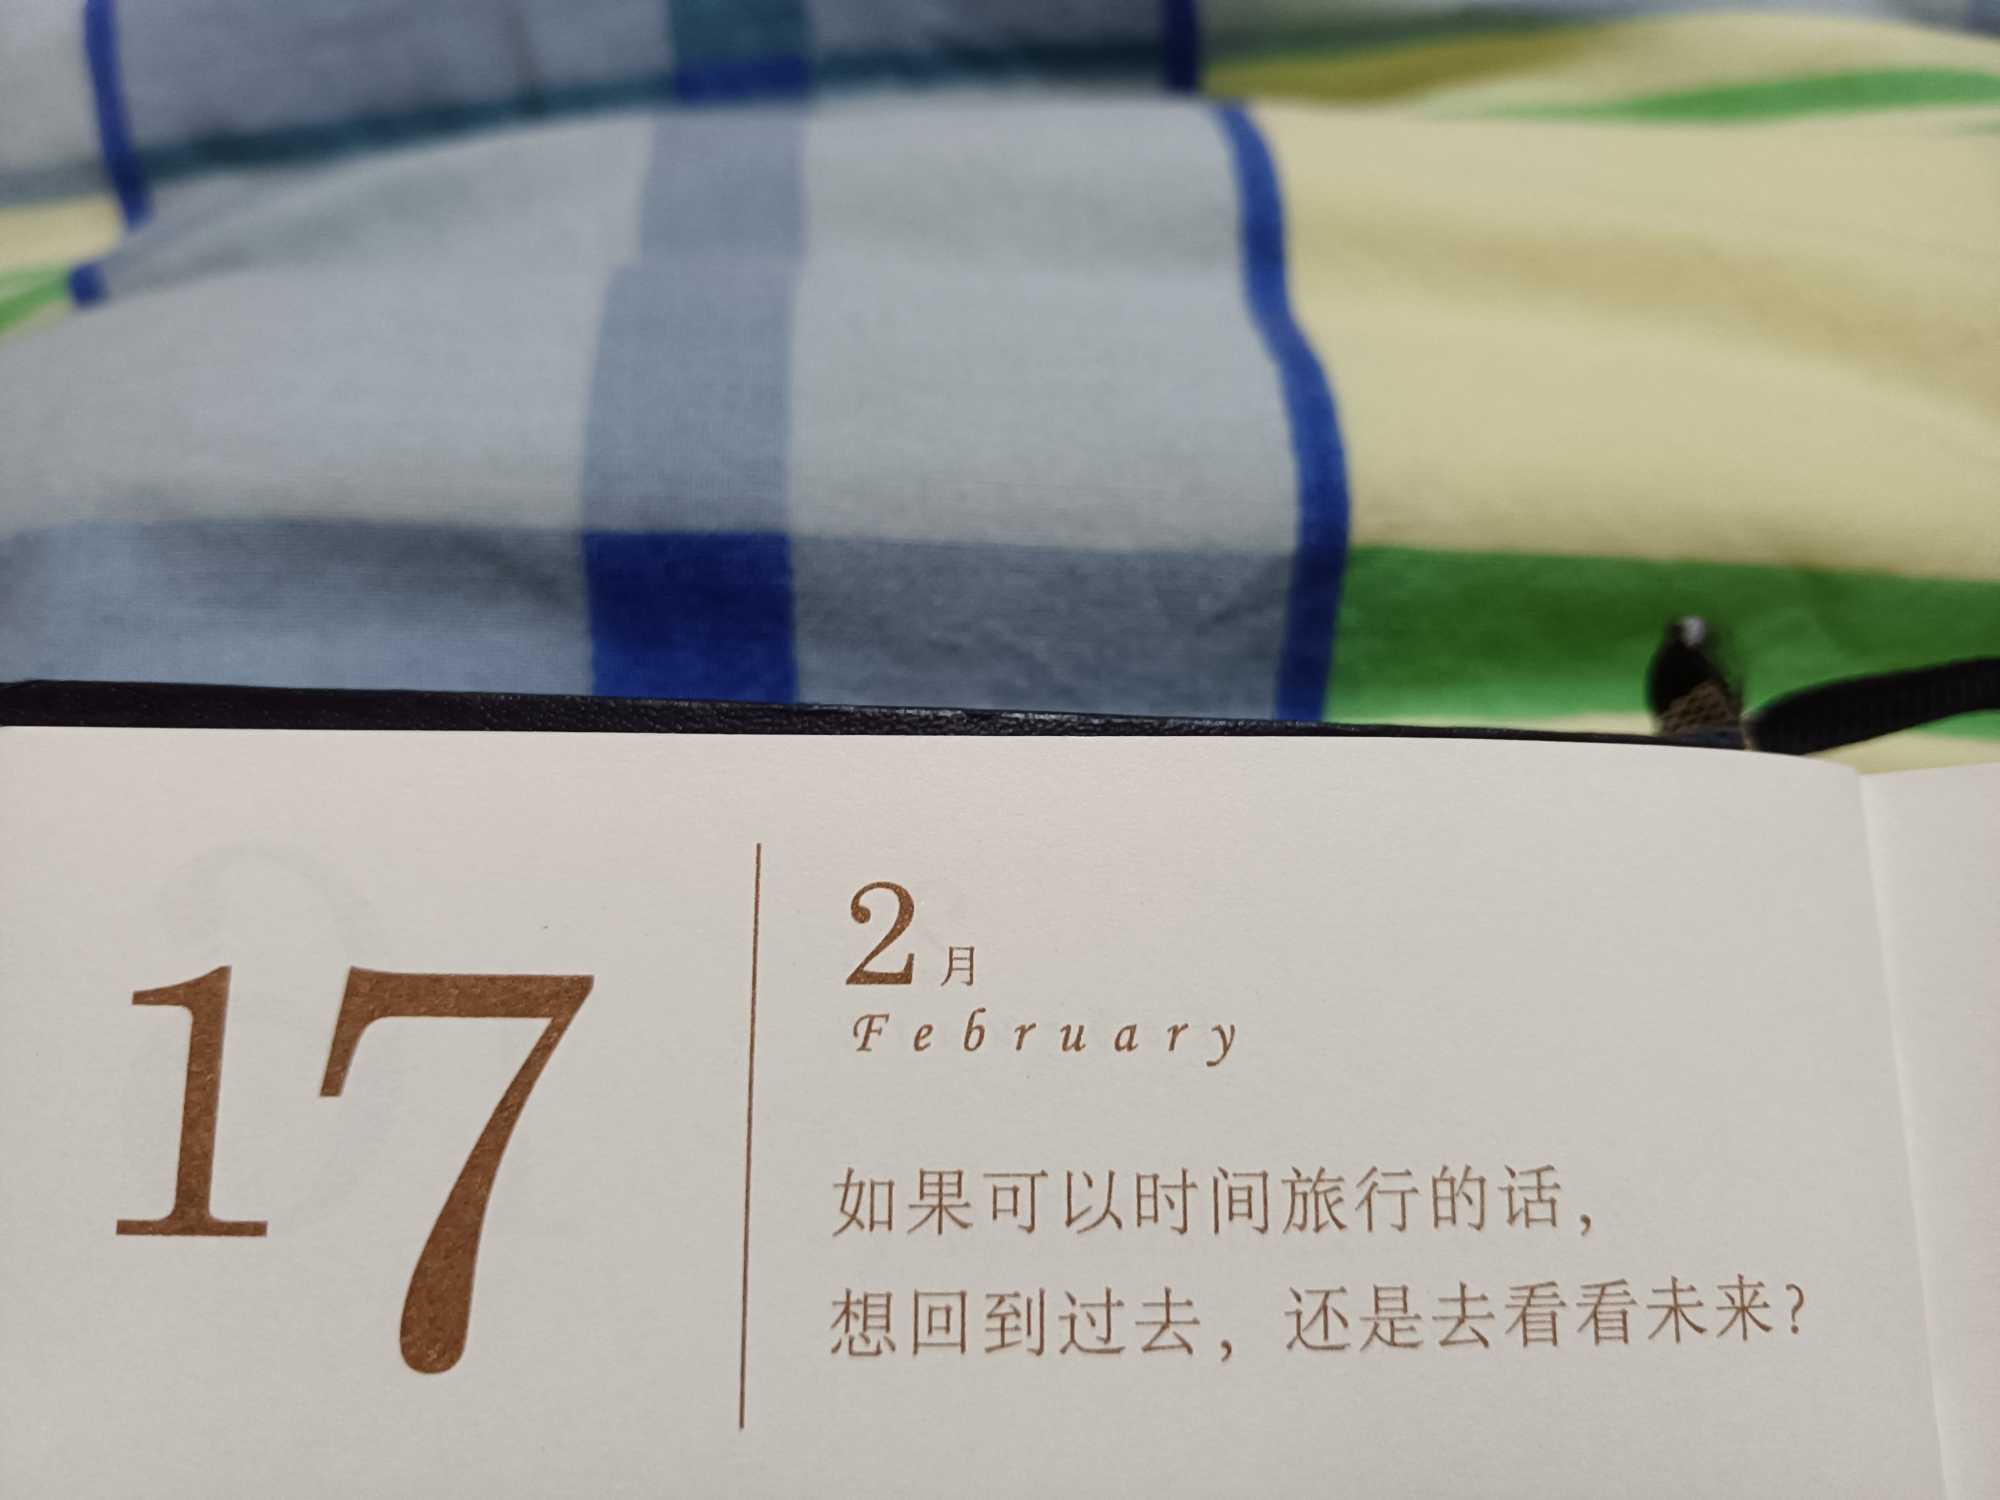 17
2月
February
如果可以时间旅行的话，
想回到过去，还是去看看未来？